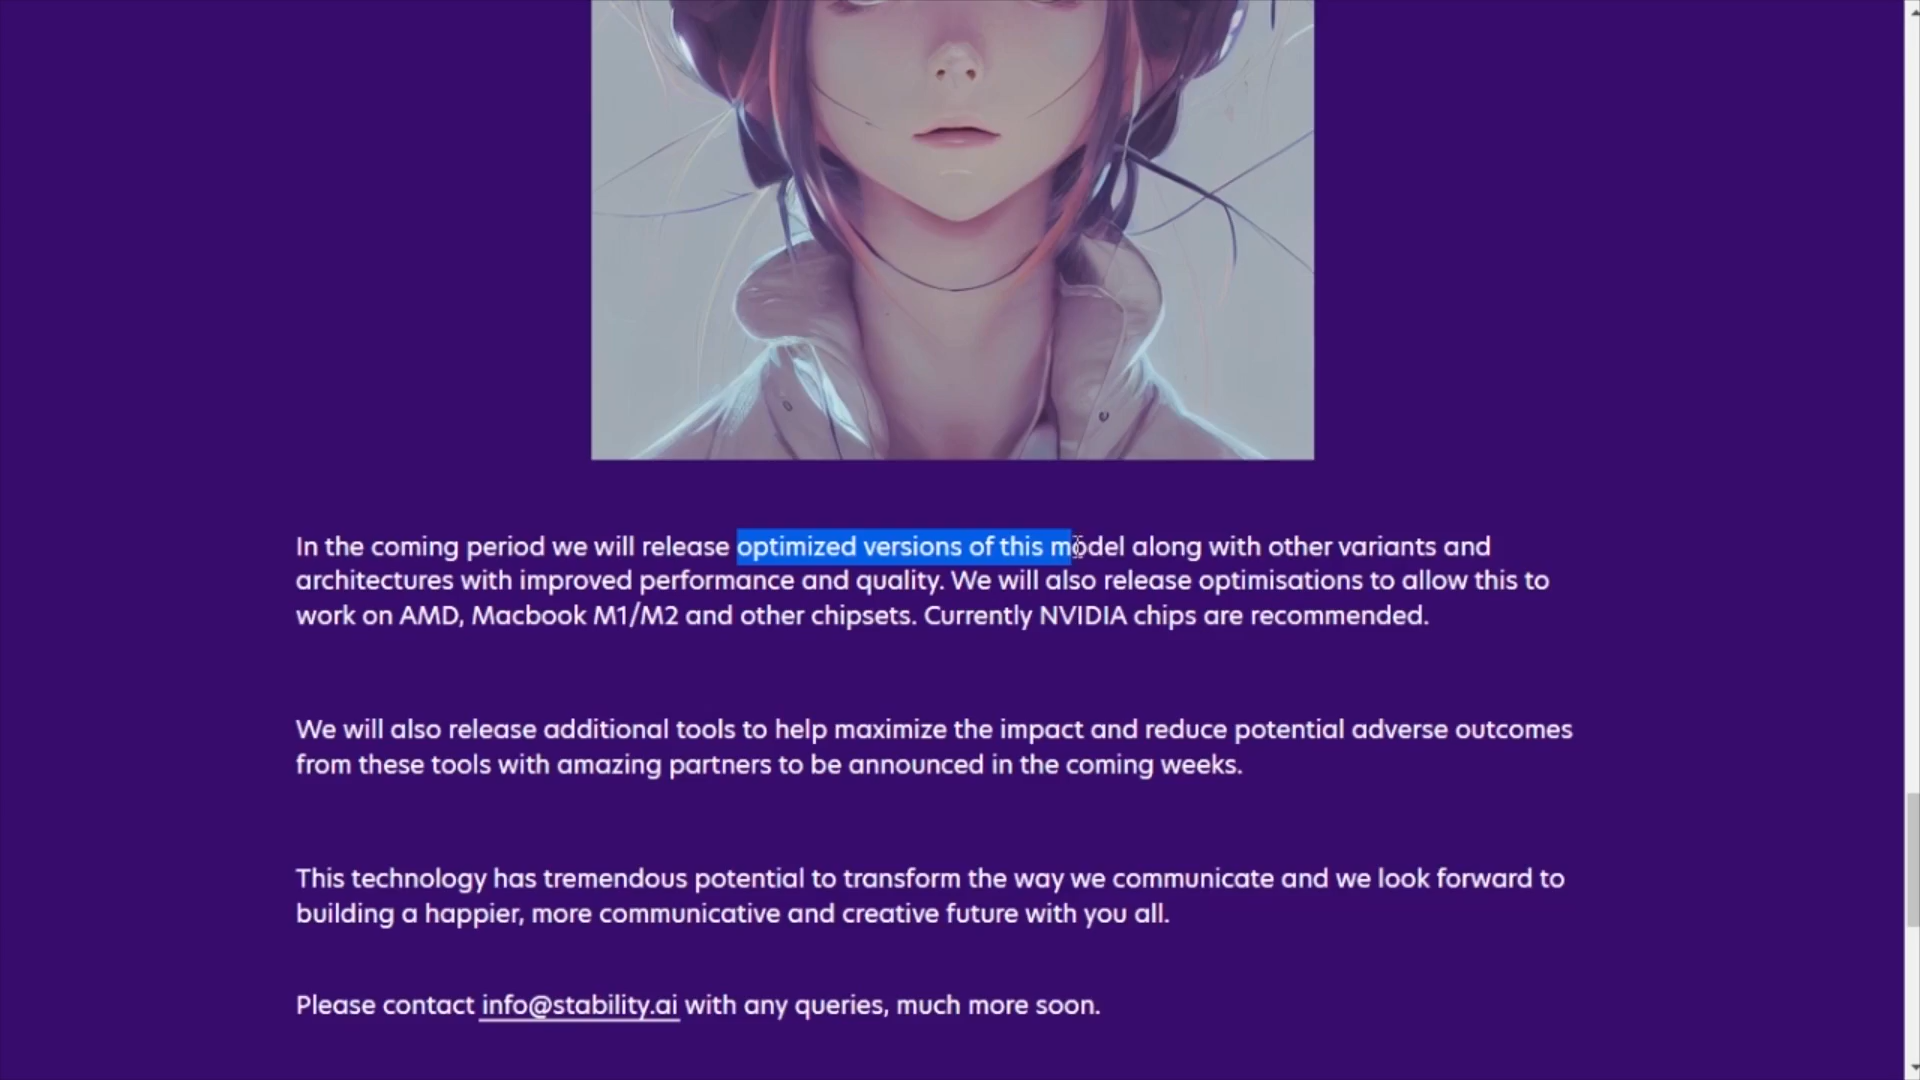 In the coming period we will release optimized versions of this model along with other variants and
architectures with improved performance and quality. We will also release optimisations to allow this to
work on AMD, Macbook M1/M2 and other chipsets. Currently NVIDIA chips are recommended.
We will also release additional tools to help maximize the impact and reduce potential adverse outcomes
from these tools with amazing partners to be announced in the coming weeks.
This technology has tremendous potential to transform the way we communicate and we look forward to
building a happier, more communicative and creative future with you all.
Please contact info@stability.ai with any queries, much more soon.